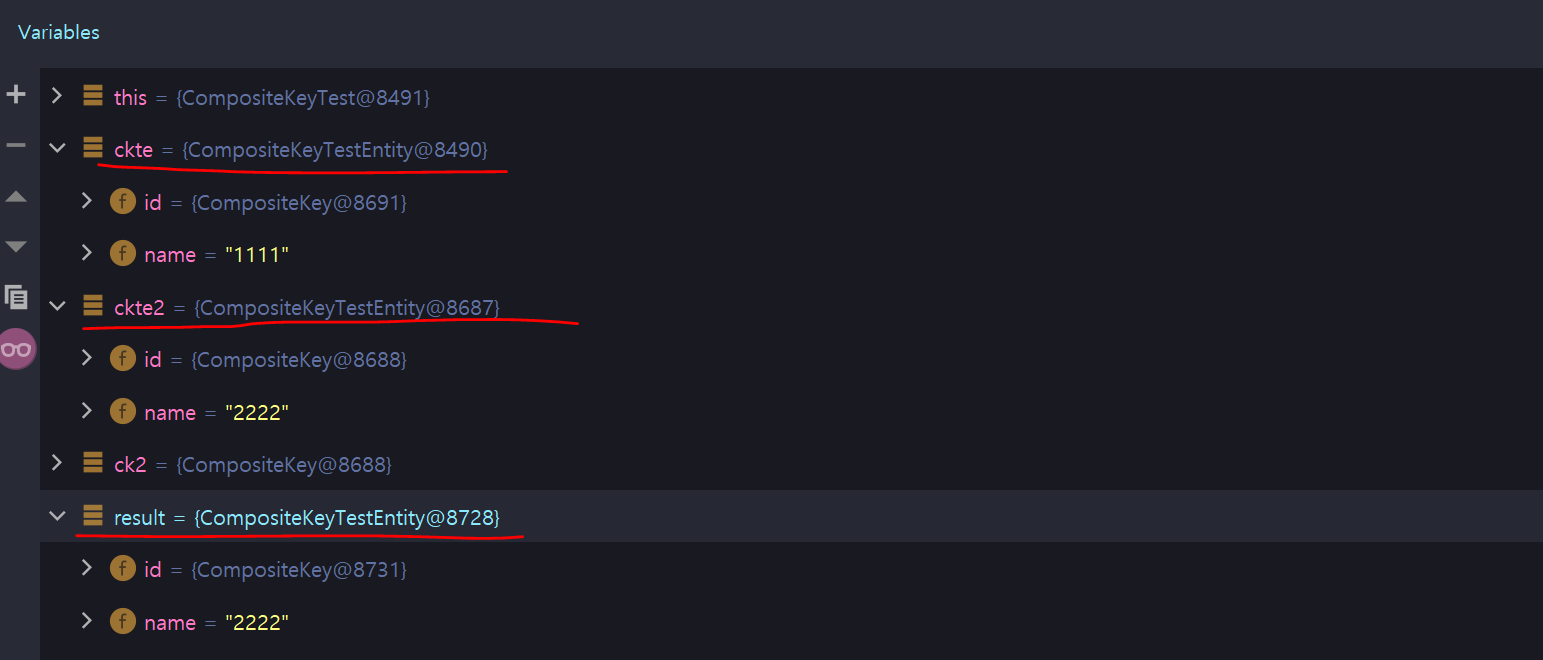 Variables
this = {CompositeKeyTest@8491}
ckte = {CompositeKeyTestEntity@8490}
f id = {CompositeKey@8691}
f name = "1111"
ckte2 = {CompositeKeyTestEntity@8687}
f id = {CompositeKey@8688}
f name = "2222"
ck2 = {CompositeKey@8688}
result = {CompositeKeyTestEntity@8728}
f id = {CompositeKey@8731}
f name = "2222"